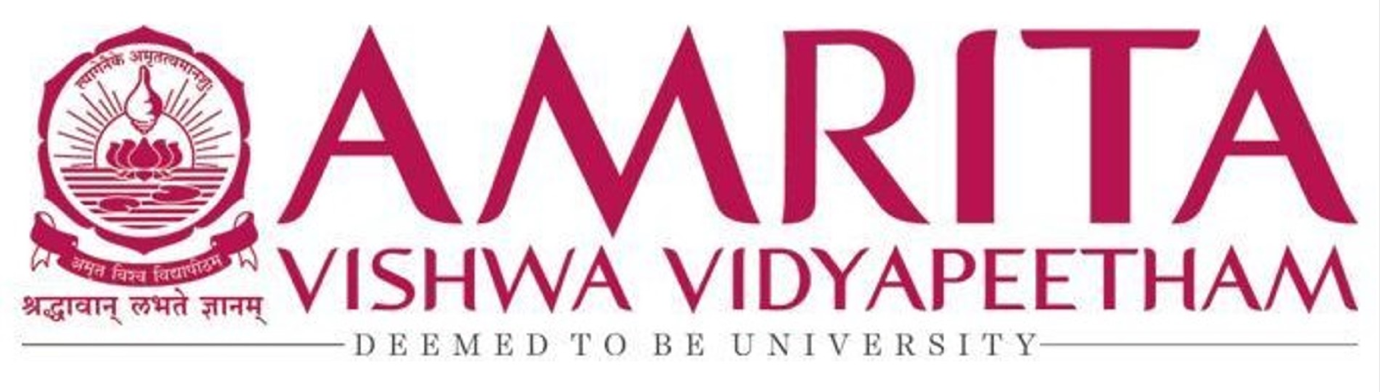 त्यागेनैके अमृतत्वमानशुः
अमृत विश्व विद्यापीठम्
श्रद्धावान् लभते ज्ञानम्
AMRITA
VISHWA VIDYAPEETHAM
DEEMED TO BE UNIVERSITY